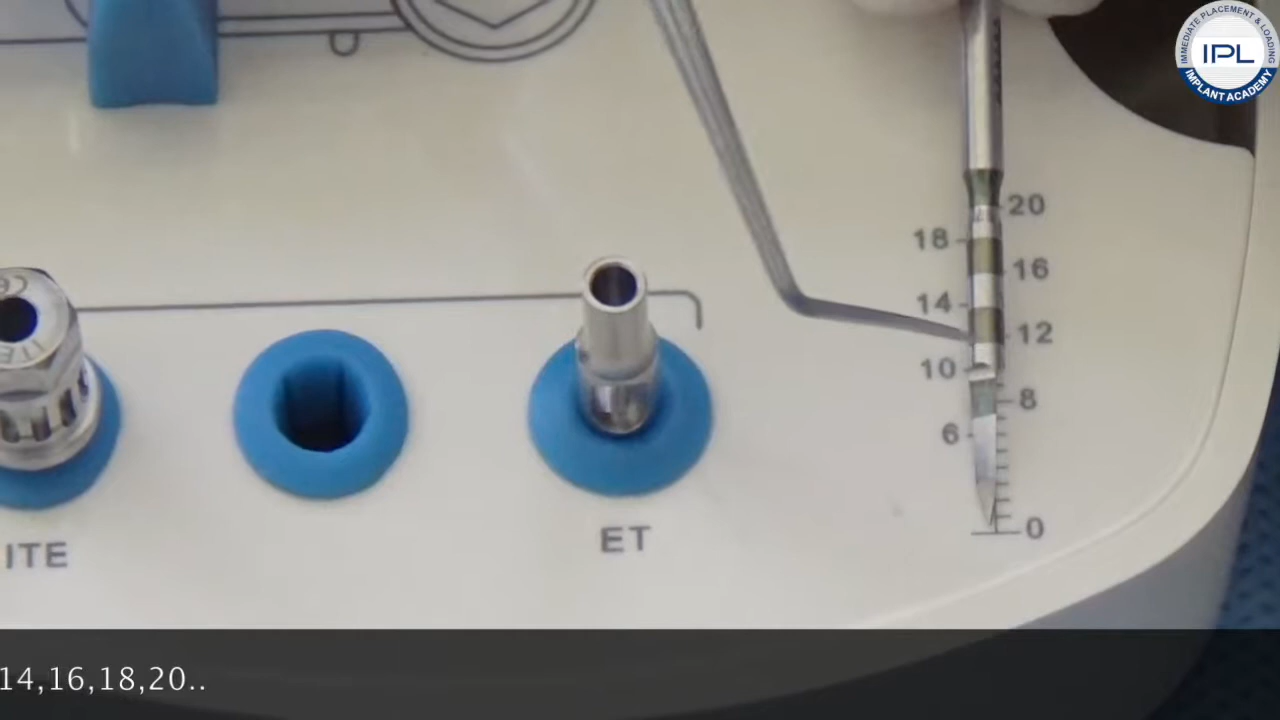 IMMEDIATE PLACEMENT & LOADING
IPL
IMPLANT ACADEMY
20
18
16
14
12
10
8
6
0
ITE
ITE
ET
14,16,18,20..